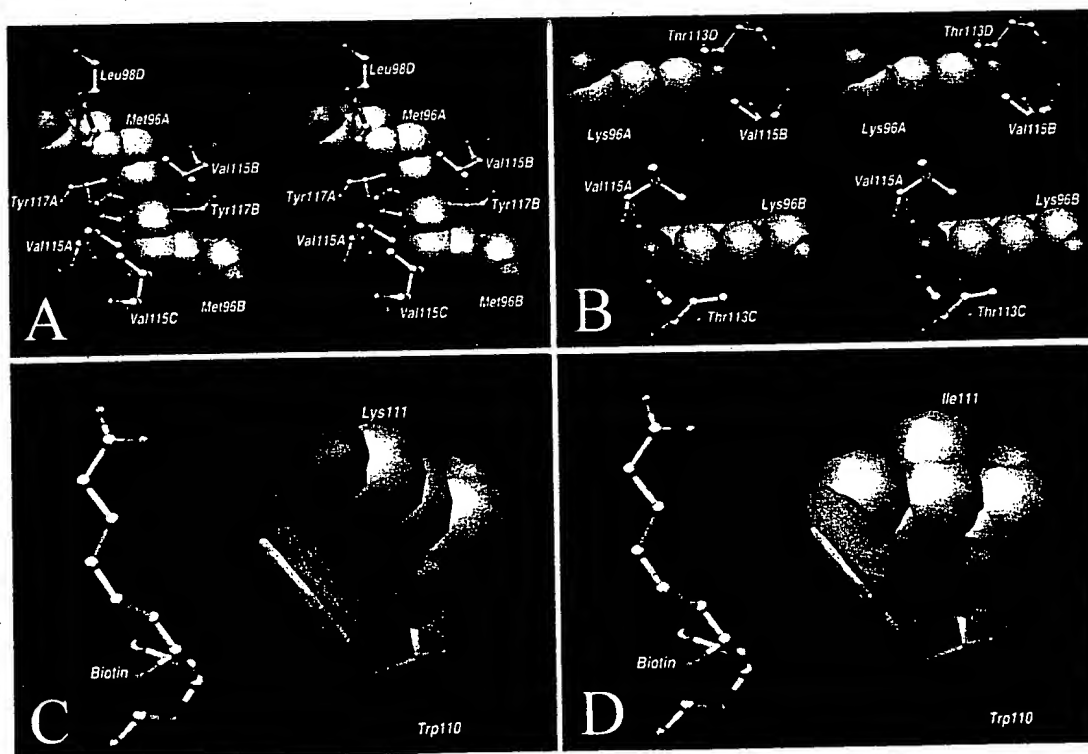 Leu98D
Met96A
Val115B
Tyr117A
Tyr117B
Val115A
Met96B
Val115C
A
Leu98D
Met96A
Val115B
Tyr117A
Tyr117B
Val115A
Met96B
Val115C
Thr113D
Lys96A
Val115B
Val115A
Lys96B
Thr113C
B
Thr113D
Lys96A
Val115B
Val115A
Lys96B
Thr113C
Lys111
Biotin
C
Trp110
Ile111
Biotin
D
Trp110